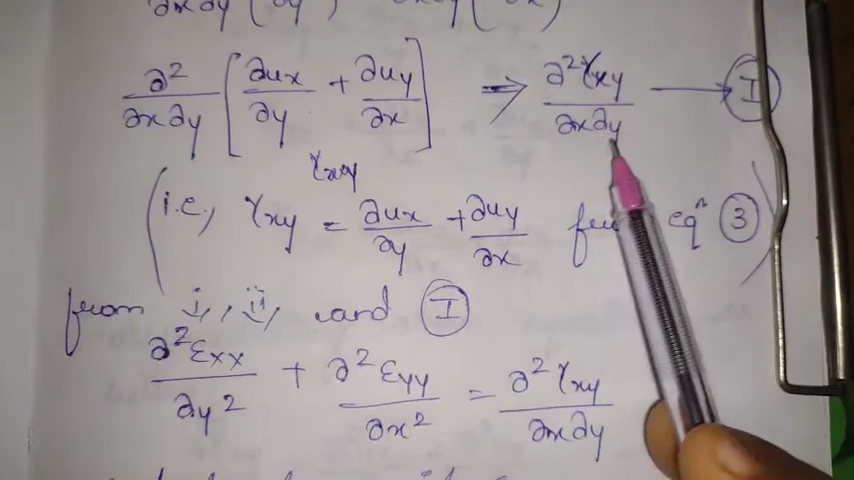 ∂²/∂x∂y [∂ux/∂y + ∂uy/∂x] ⇒ ∂²γxy/∂x∂y → Ⓘ
γxy
(i.e., γxy = ∂ux/∂y + ∂uy/∂x eqⁿ ③)
from i, ii, and Ⓘ
∂²εxx/∂y² + ∂²εyy/∂x² = ∂²γxy/∂x∂y